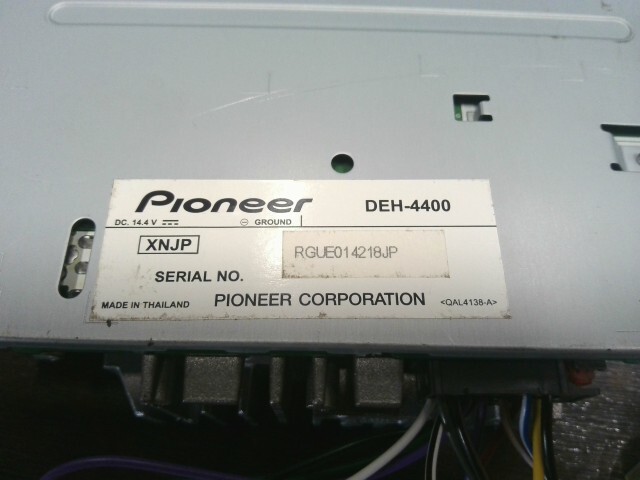 Pioneer DEH-4400
DC. 14.4 V ⎓ ⊖ GROUND
XNJP
RGUE014218JP
SERIAL NO.
MADE IN THAILAND PIONEER CORPORATION <QAL4138-A>